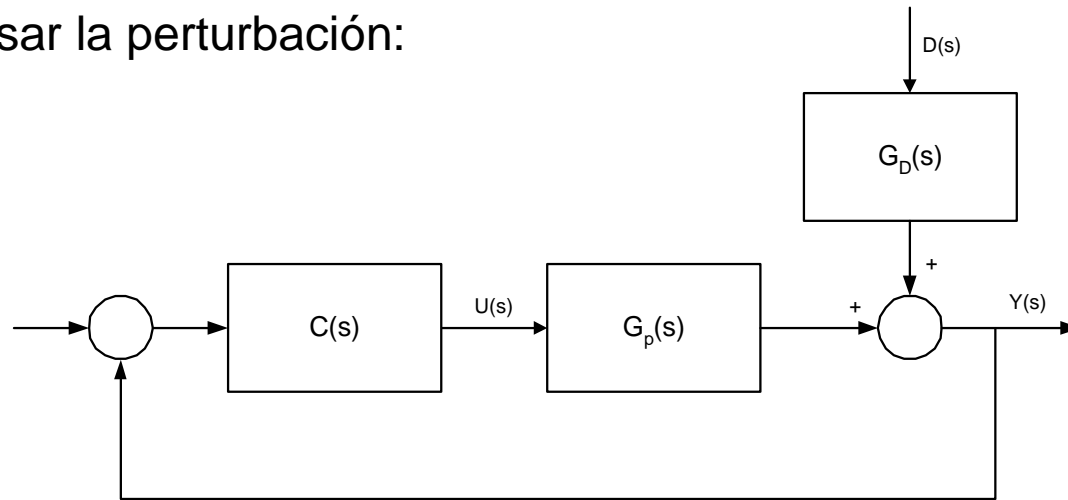 sar la perturbación:
D(s)
G_D(s)
+
C(s)
U(s)
G_p(s)
+
Y(s)